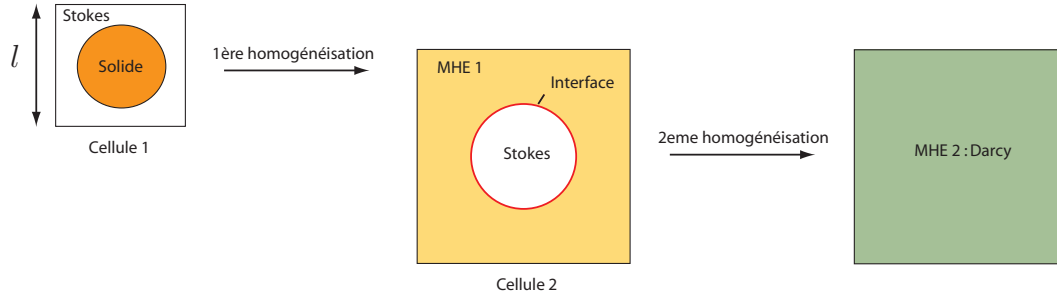 Stokes
l
Solide
Cellule 1
1ère homogénéisation
MHE 1
Interface
Stokes
Cellule 2
2eme homogénéisation
MHE 2 : Darcy